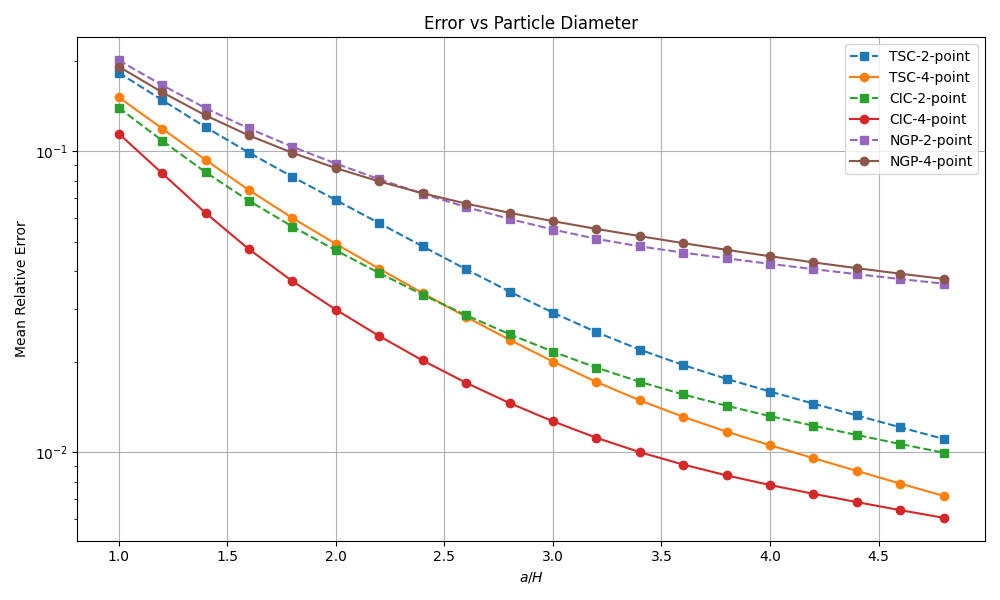 Error vs Particle Diameter
Mean Relative Error
10⁻¹
10⁻²
TSC-2-point
TSC-4-point
CIC-2-point
CIC-4-point
NGP-2-point
NGP-4-point
1.0 1.5 2.0 2.5 3.0 3.5 4.0 4.5
a/H